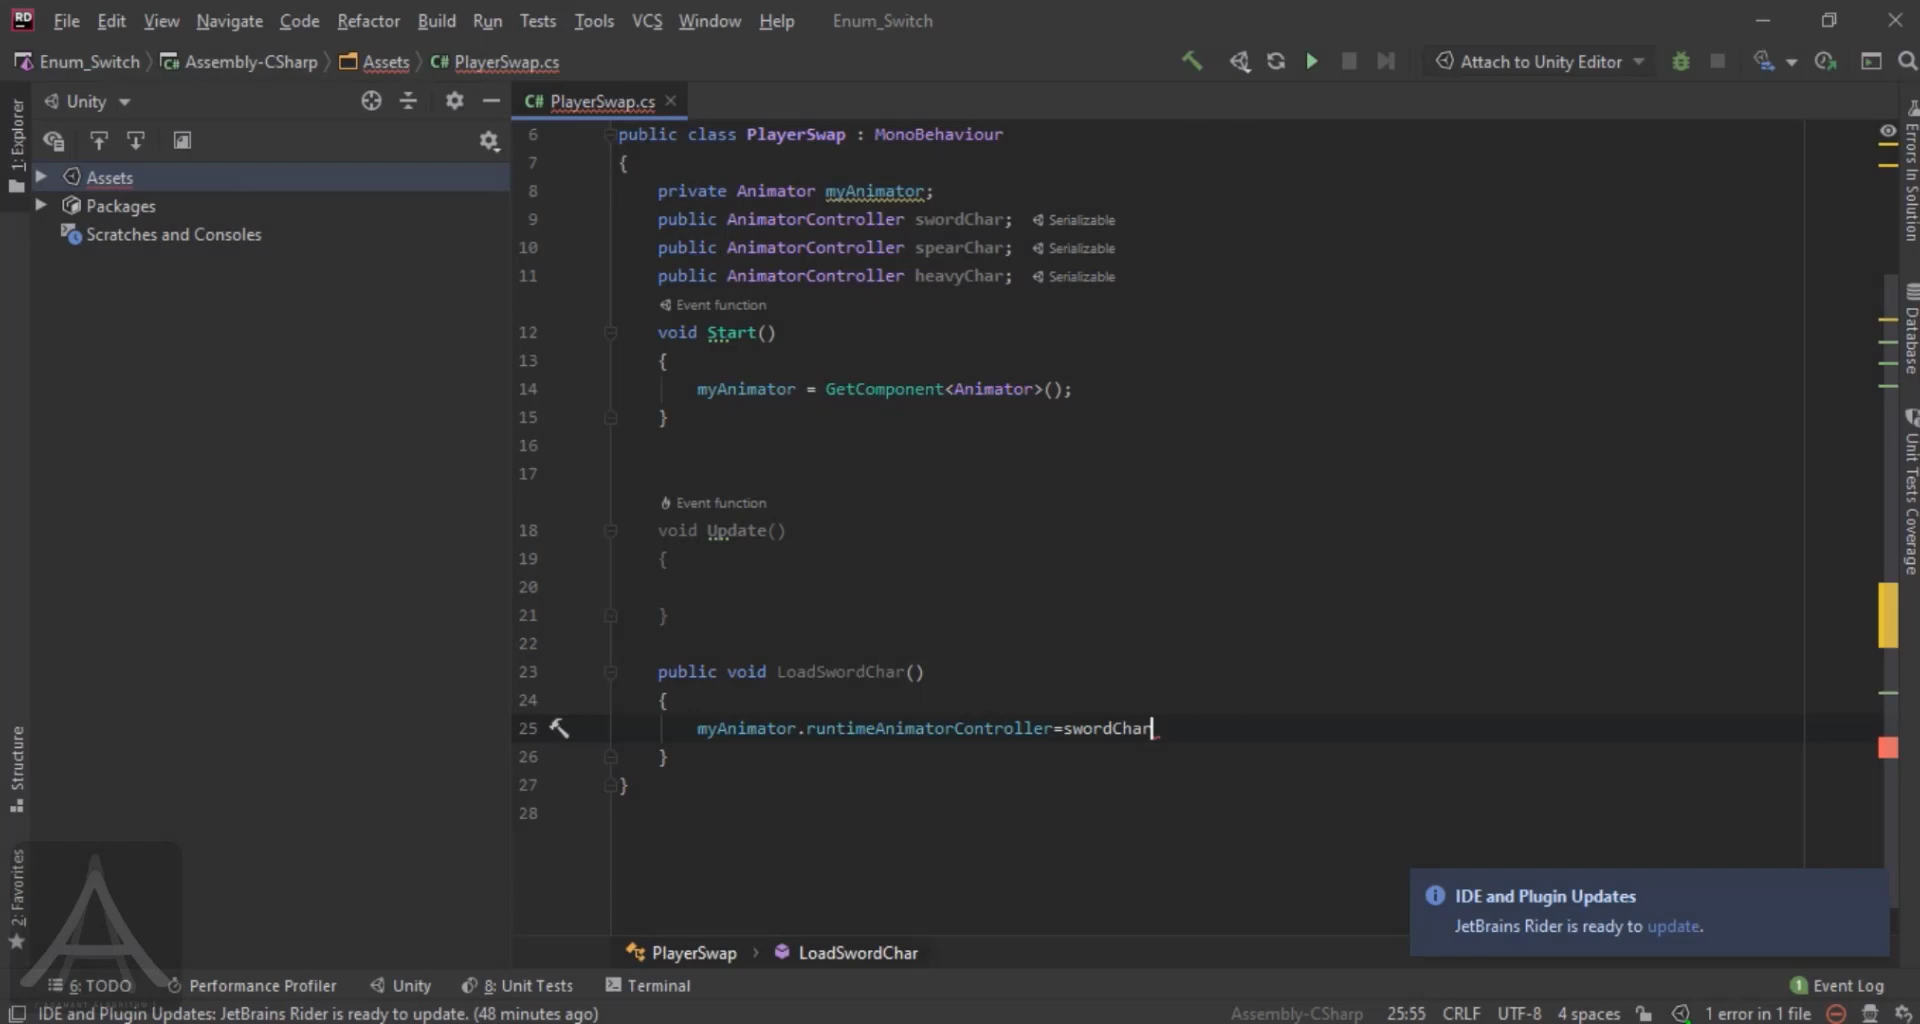 RD File Edit View Navigate Code Refactor Build Run Tests Tools VCS Window Help Enum_Switch
Enum_Switch Assembly-CSharp Assets C# PlayerSwap.cs Attach to Unity Editor
Unity C# PlayerSwap.cs
1: Explorer
Assets
Packages
Scratches and Consoles
6 public class PlayerSwap : MonoBehaviour
7 {
8 private Animator myAnimator;
9 public AnimatorController swordChar; Serializable
10 public AnimatorController spearChar; Serializable
11 public AnimatorController heavyChar; Serializable
Event function
12 void Start()
13 {
14 myAnimator = GetComponent<Animator>();
15 }
16
17
Event function
18 void Update()
19 {
20
21 }
22
23 public void LoadSwordChar()
24 {
25 myAnimator.runtimeAnimatorController=swordChar
26 }
27 }
28
Errors In Solution
Database
Unit Tests Coverage
Structure
2: Favorites
IDE and Plugin Updates
JetBrains Rider is ready to update.
PlayerSwap LoadSwordChar
6: TODO Performance Profiler Unity 8: Unit Tests Terminal 1 Event Log
IDE and Plugin Updates: JetBrains Rider is ready to update. (48 minutes ago) Assembly-CSharp 25:55 CRLF UTF-8 4 spaces 1 error in 1 file